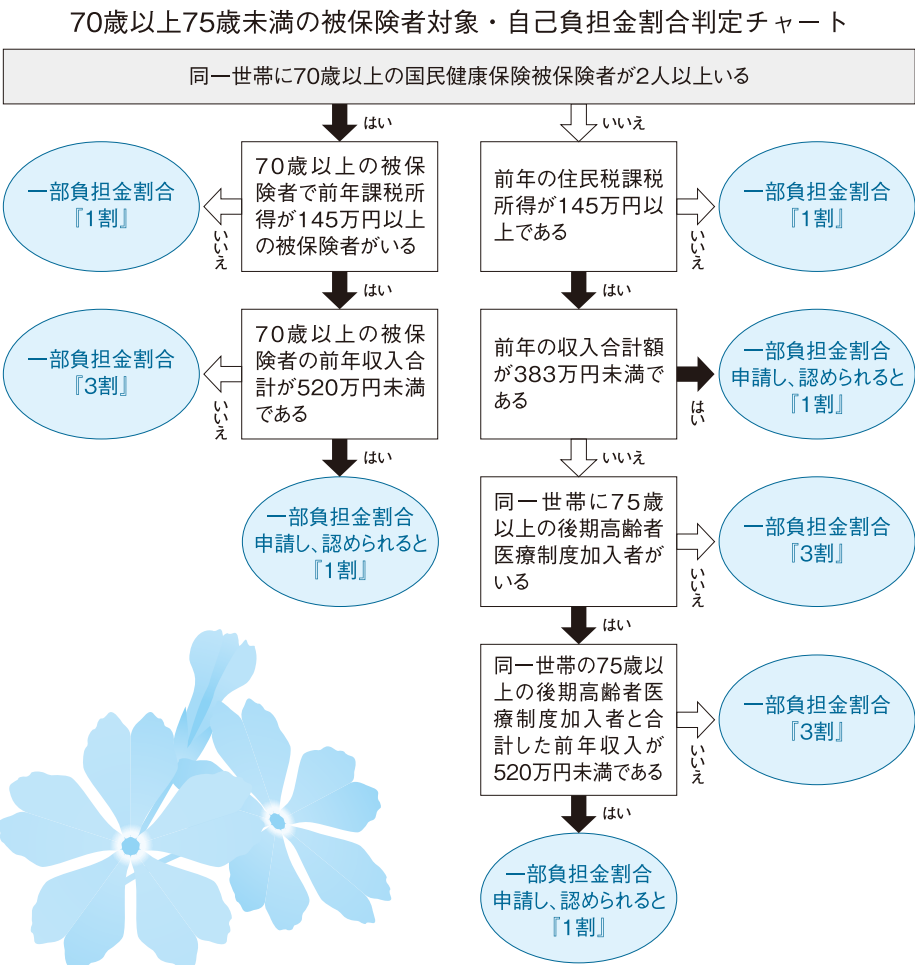 70歳以上75歳未満の被保険者対象・自己負担金割合判定チャート
同一世帯に70歳以上の国民健康保険被保険者が2人以上いる
はい
いいえ
70歳以上の被保
険者で前年課税所
得が145万円以上
の被保険者がいる
いいえ
一部負担金割合
『1割』
はい
70歳以上の被保
険者の前年収入合
計が520万円未満
である
いいえ
一部負担金割合
『3割』
はい
一部負担金割合
申請し、認められると
『1割』
前年の住民税課税
所得が145万円以
上である
いいえ
一部負担金割合
『1割』
はい
前年の収入合計額
が383万円未満で
ある
はい
一部負担金割合
申請し、認められると
『1割』
いいえ
同一世帯に75歳
以上の後期高齢者
医療制度加入者が
いる
いいえ
一部負担金割合
『3割』
はい
同一世帯の75歳以
上の後期高齢者医
療制度加入者と合
計した前年収入が
520万円未満である
いいえ
一部負担金割合
『3割』
はい
一部負担金割合
申請し、認められると
『1割』